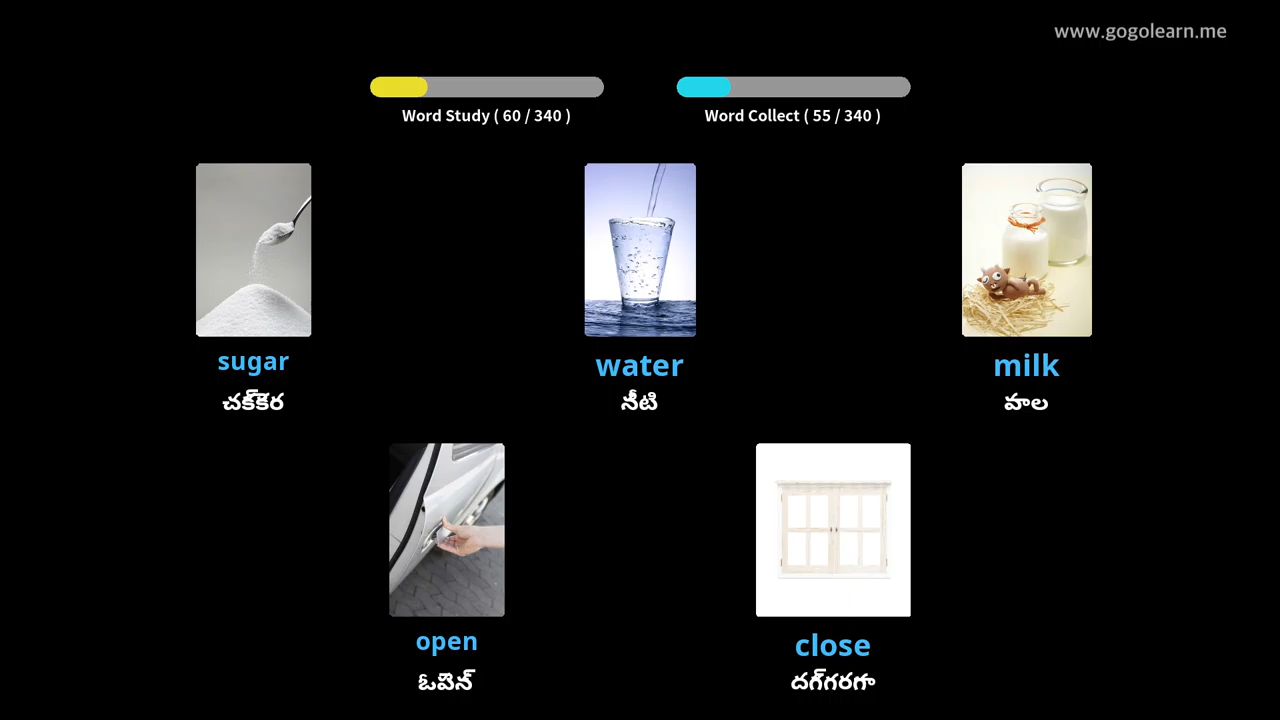 www.gogolearn.me
Word Study ( 60 / 340 )
Word Collect ( 55 / 340 )
sugar
water
milk
చక్కెర
నీటి
పాల
open
close
ఓపెన్
దగ్గరగా